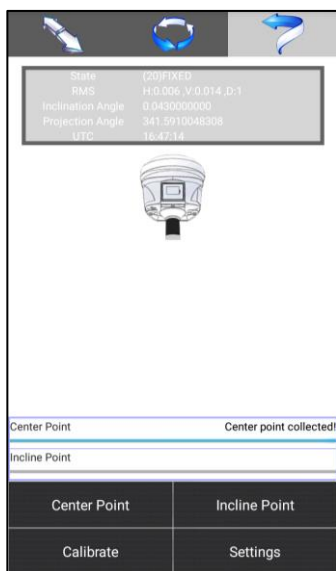 State (20)FIXED
RMS H:0.006 ,V:0.014 ,D:1
Inclination Angle 0.0430000000
Projection Angle 341.5910048308
UTC 16:47:14
Center Point Center point collected!
Incline Point
Center Point Incline Point
Calibrate Settings